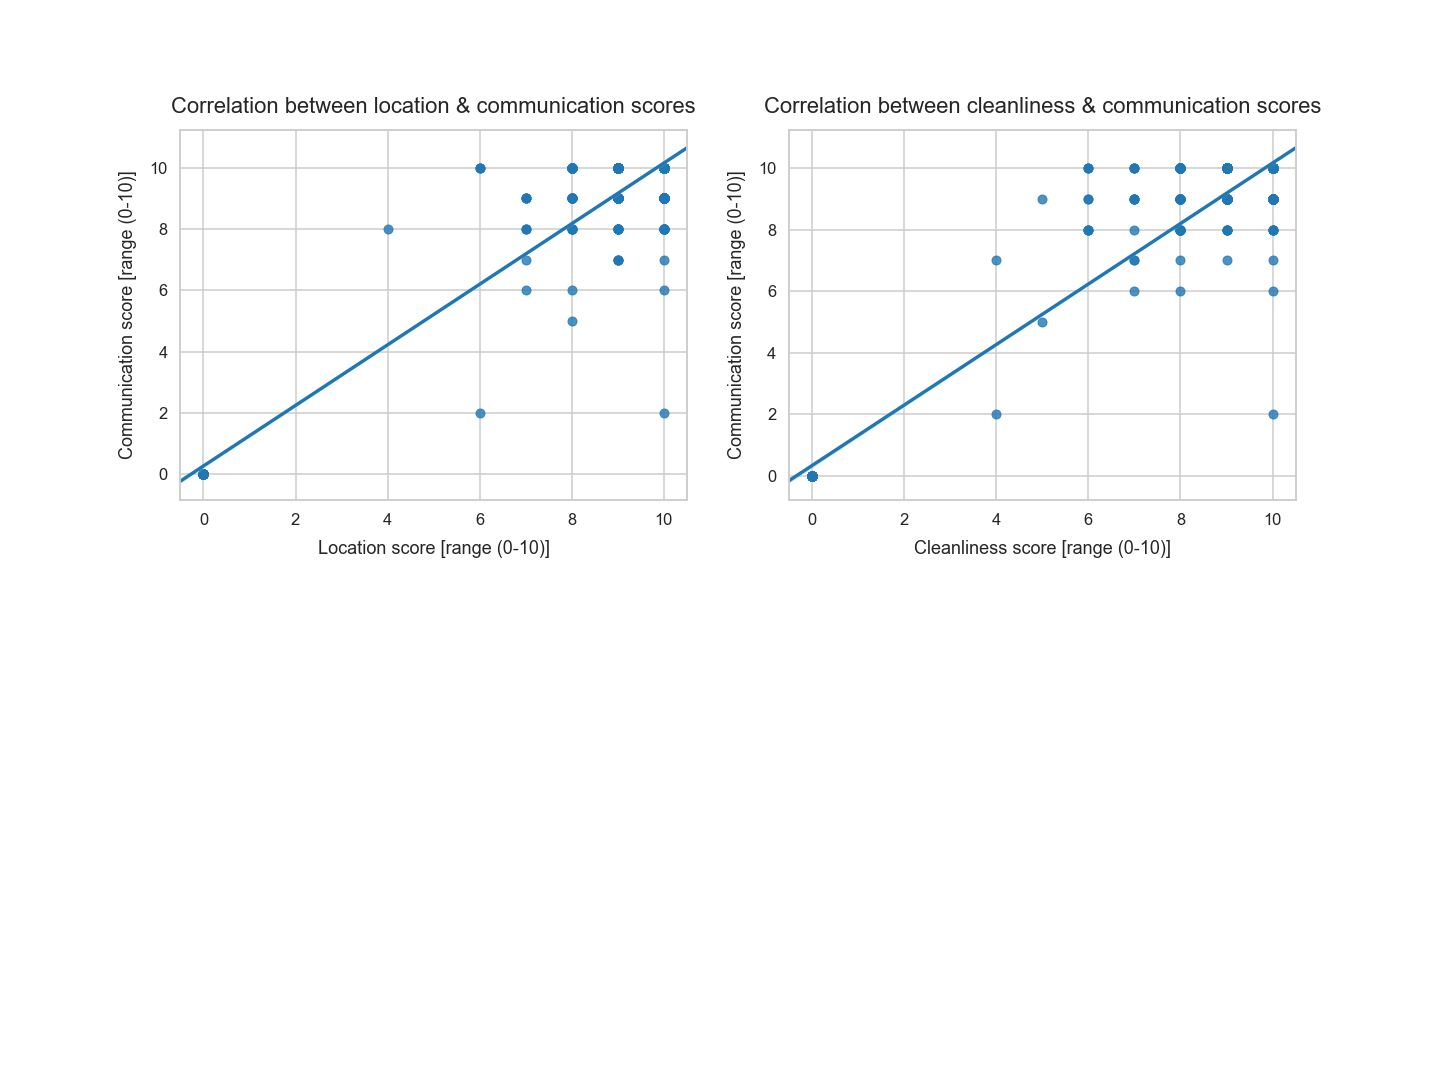 Correlation between location & communication scores
Communication score [range (0-10)]
10
8
6
4
2
0
0 2 4 6 8 10
Location score [range (0-10)]
Correlation between cleanliness & communication scores
Communication score [range (0-10)]
10
8
6
4
2
0
0 2 4 6 8 10
Cleanliness score [range (0-10)]